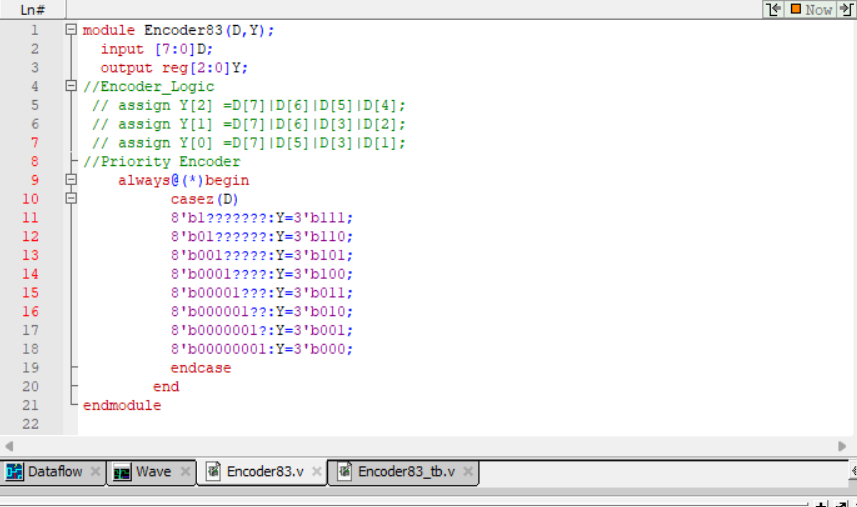 Ln#
Now
1 module Encoder83(D,Y);
2 input [7:0]D;
3 output reg[2:0]Y;
4 //Encoder_Logic
5 // assign Y[2] =D[7]|D[6]|D[5]|D[4];
6 // assign Y[1] =D[7]|D[6]|D[3]|D[2];
7 // assign Y[0] =D[7]|D[5]|D[3]|D[1];
8 //Priority Encoder
9 always@(*)begin
10 casez(D)
11 8'b1???????:Y=3'b111;
12 8'b01??????:Y=3'b110;
13 8'b001?????:Y=3'b101;
14 8'b0001????:Y=3'b100;
15 8'b00001???:Y=3'b011;
16 8'b000001??:Y=3'b010;
17 8'b0000001?:Y=3'b001;
18 8'b00000001:Y=3'b000;
19 endcase
20 end
21 endmodule
22
Dataflow Wave Encoder83.v Encoder83_tb.v